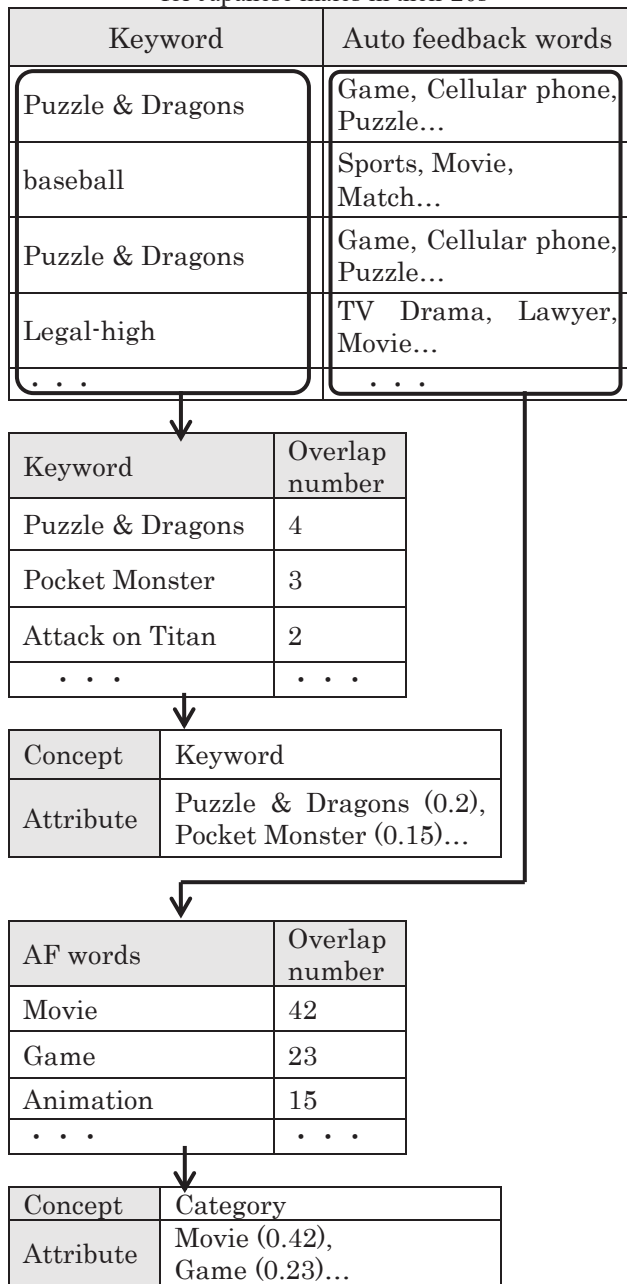 Keyword Auto feedback words
Puzzle & Dragons
Game, Cellular phone,
Puzzle…
baseball
Sports, Movie,
Match…
Puzzle & Dragons
Game, Cellular phone,
Puzzle…
Legal-high
TV Drama, Lawyer,
Movie…
・・・ ・・・
Keyword
Overlap
number
Puzzle & Dragons 4
Pocket Monster 3
Attack on Titan 2
・・・ ・・・
Concept Keyword
Attribute
Puzzle & Dragons (0.2),
Pocket Monster (0.15)…
AF words
Overlap
number
Movie 42
Game 23
Animation 15
・・・ ・・・
Concept Category
Attribute
Movie (0.42),
Game (0.23)…